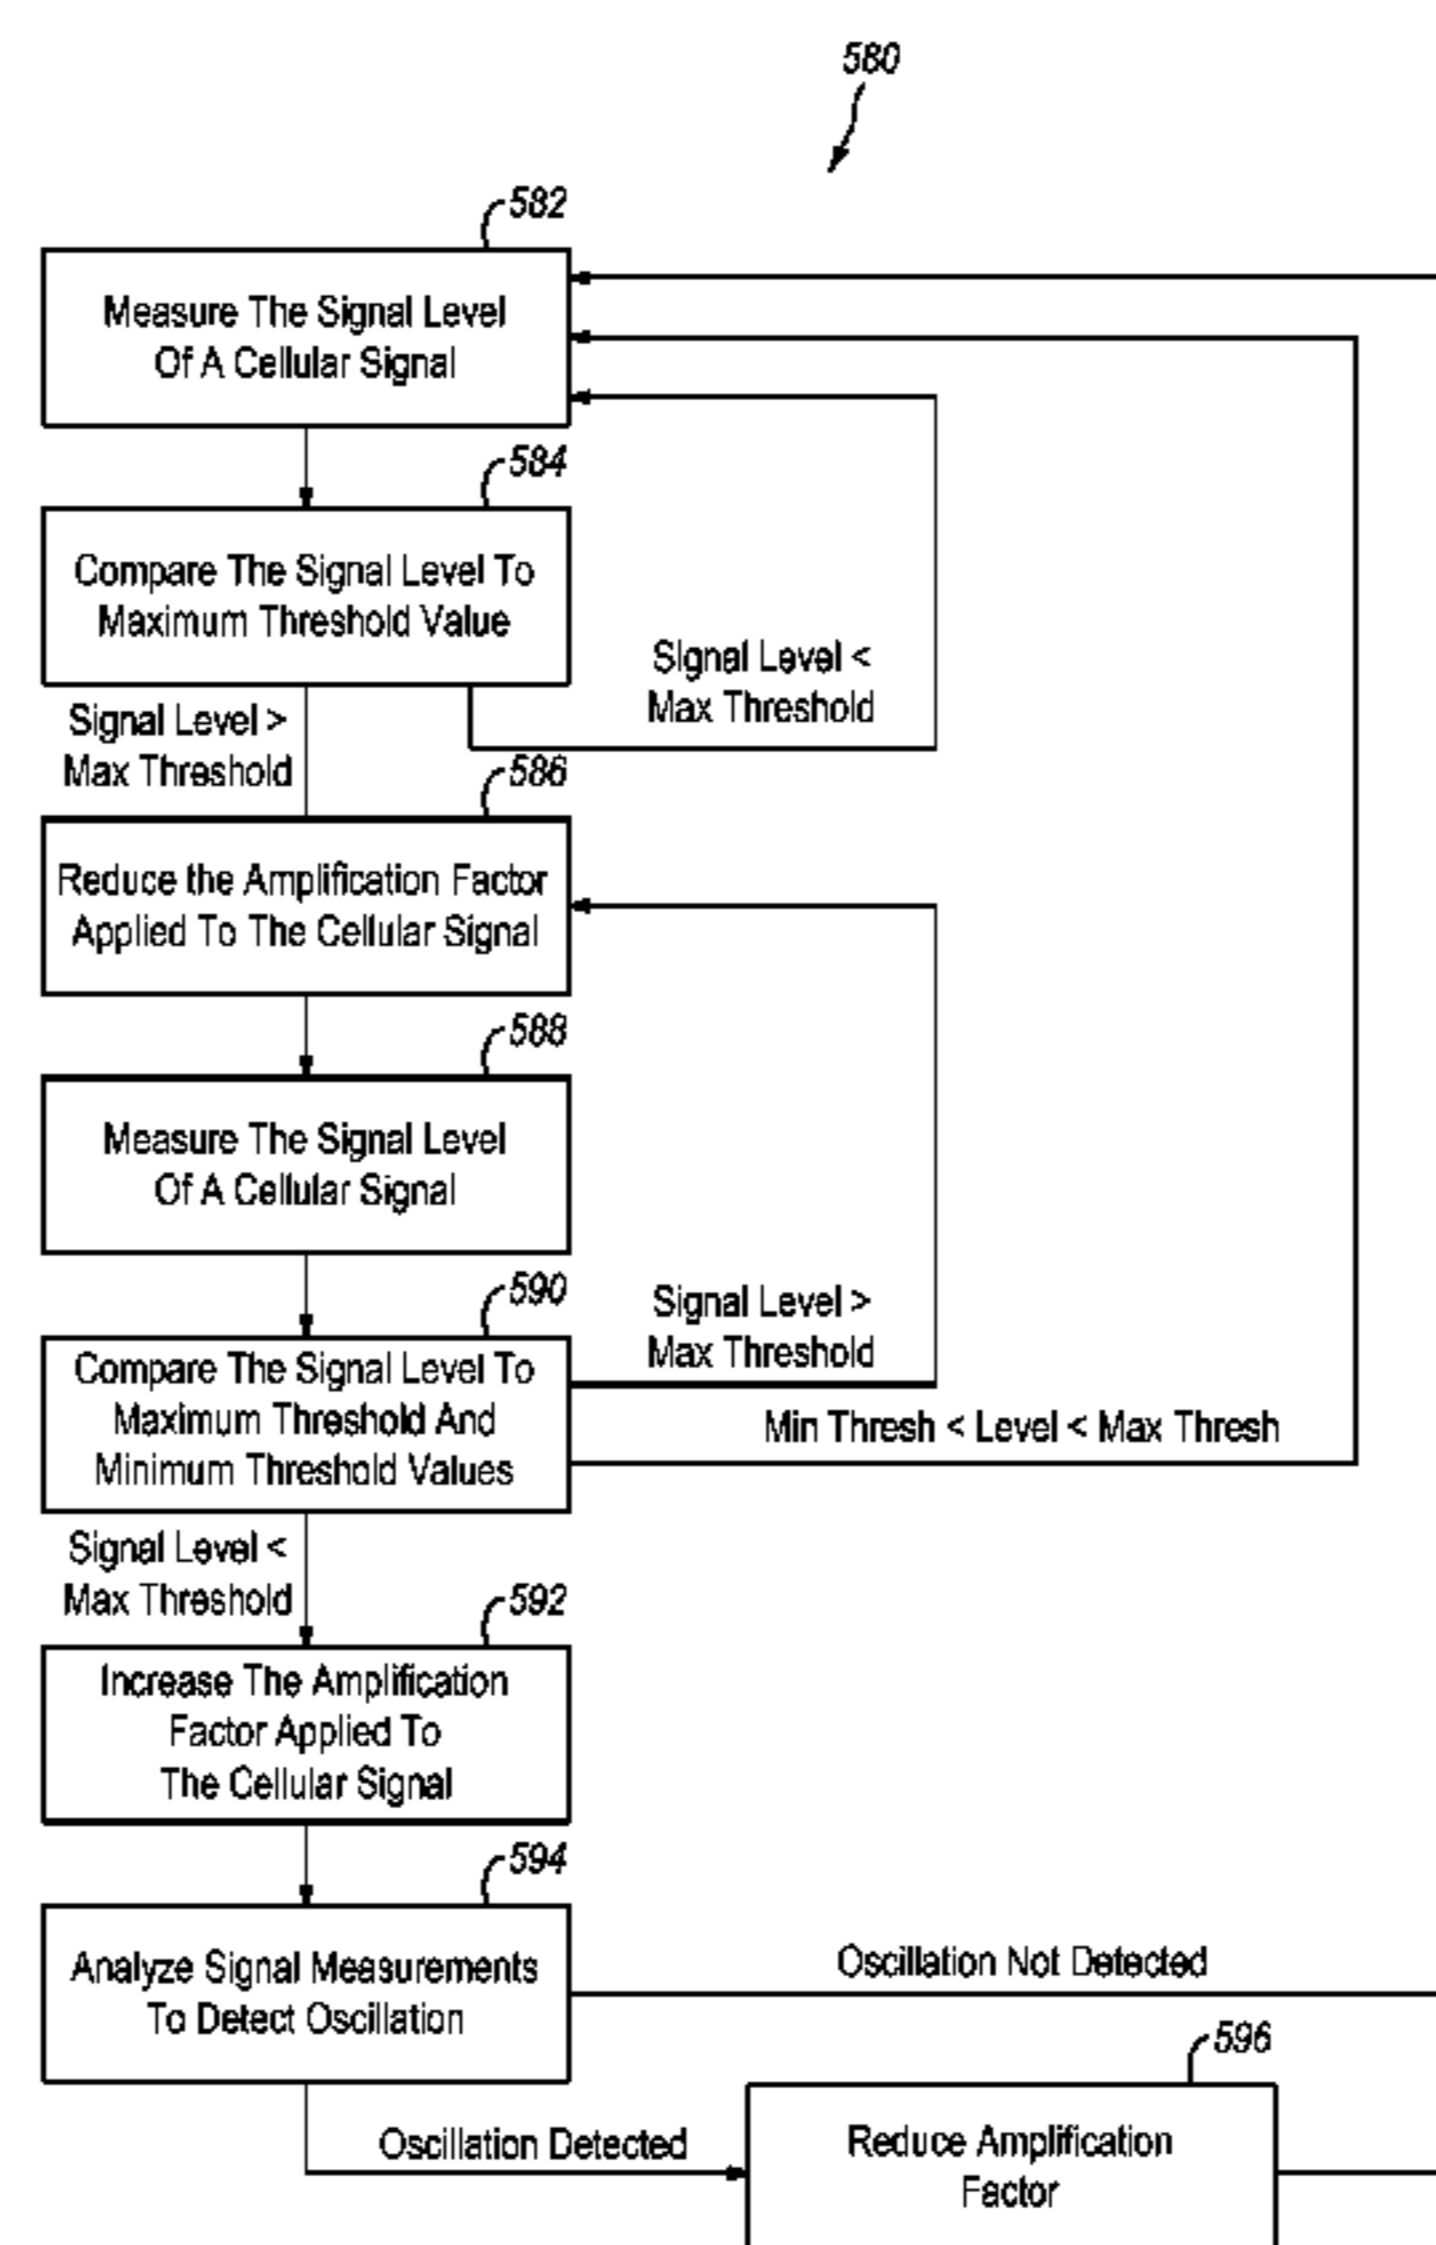 580
582
Measure The Signal Level
Of A Cellular Signal
584
Compare The Signal Level To
Maximum Threshold Value
Signal Level <
Max Threshold
Signal Level >
Max Threshold
586
Reduce the Amplification Factor
Applied To The Cellular Signal
588
Measure The Signal Level
Of A Cellular Signal
590
Signal Level >
Max Threshold
Compare The Signal Level To
Maximum Threshold And
Minimum Threshold Values
Min Thresh < Level < Max Thresh
Signal Level <
Max Threshold
592
Increase The Amplification
Factor Applied To
The Cellular Signal
594
Analyze Signal Measurements
To Detect Oscillation
Oscillation Not Detected
596
Oscillation Detected
Reduce Amplification
Factor